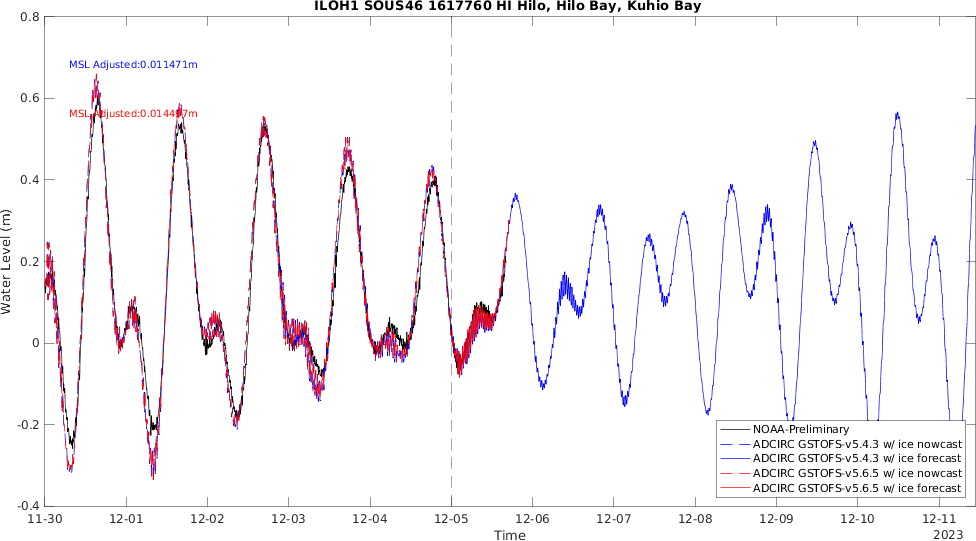 ILOH1 SOUS46 1617760 HI Hilo, Hilo Bay, Kuhio Bay
0.8
0.6
0.4
0.2
0
-0.2
-0.4
Water Level (m)
MSL Adjusted:0.011471m
MSL Adjusted:0.014497m
NOAA-Preliminary
ADCIRC GSTOFS-v5.4.3 w/ ice nowcast
ADCIRC GSTOFS-v5.4.3 w/ ice forecast
ADCIRC GSTOFS-v5.6.5 w/ ice nowcast
ADCIRC GSTOFS-v5.6.5 w/ ice forecast
11-30 12-01 12-02 12-03 12-04 12-05 12-06 12-07 12-08 12-09 12-10 12-11
Time
2023